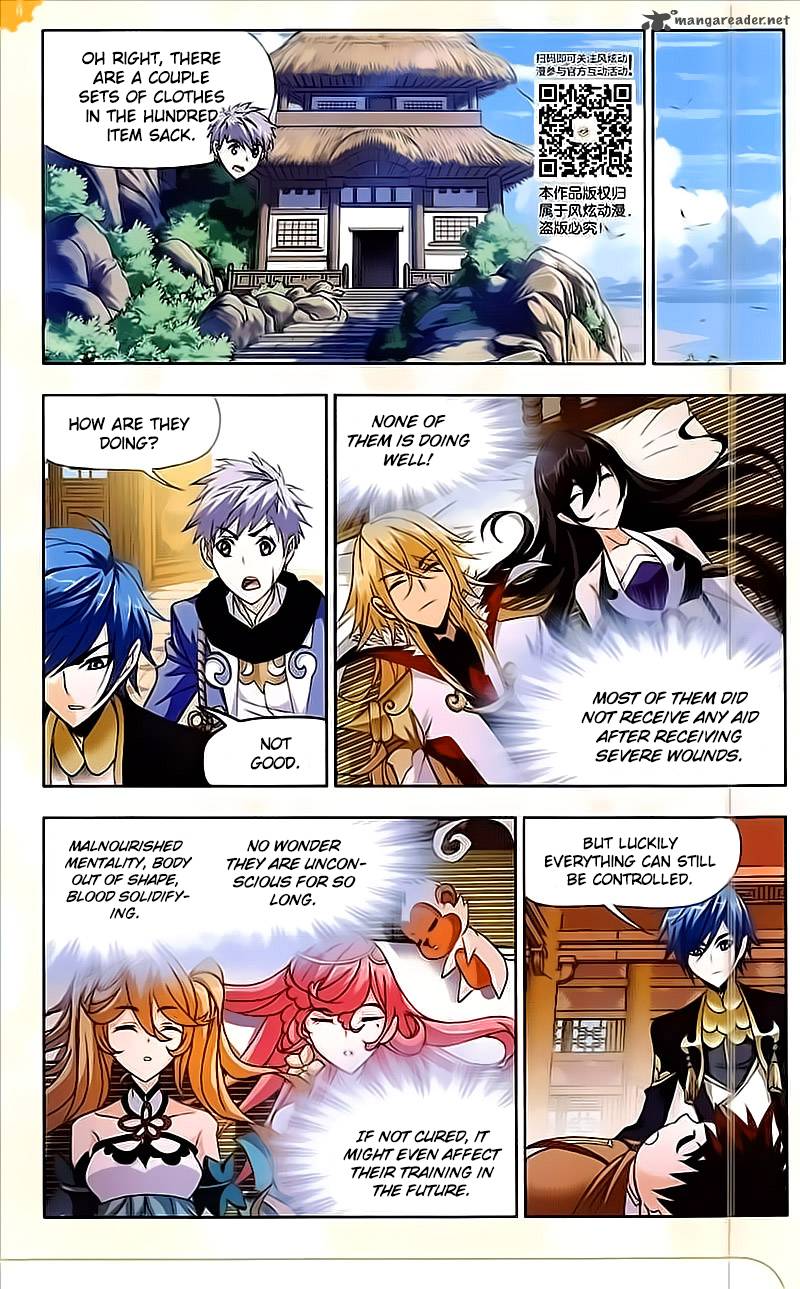 mangareader.net
OH RIGHT, THERE
ARE A COUPLE
SETS OF CLOTHES
IN THE HUNDRED
ITEM SACK.
扫码即可关注风炫动
漫参与官方互动活动!
本作品版权归
属于风炫动漫.
盗版必究!
HOW ARE THEY
DOING?
NOT
GOOD.
NONE OF
THEM IS DOING
WELL!
MOST OF THEM DID
NOT RECEIVE ANY AID
AFTER RECEIVING
SEVERE WOUNDS.
MALNOURISHED
MENTALITY, BODY
OUT OF SHAPE,
BLOOD SOLIDIFY-
ING.
NO WONDER
THEY ARE UNCON-
SCIOUS FOR SO
LONG.
IF NOT CURED, IT
MIGHT EVEN AFFECT
THEIR TRAINING IN
THE FUTURE.
BUT LUCKILY
EVERYTHING CAN STILL
BE CONTROLLED.